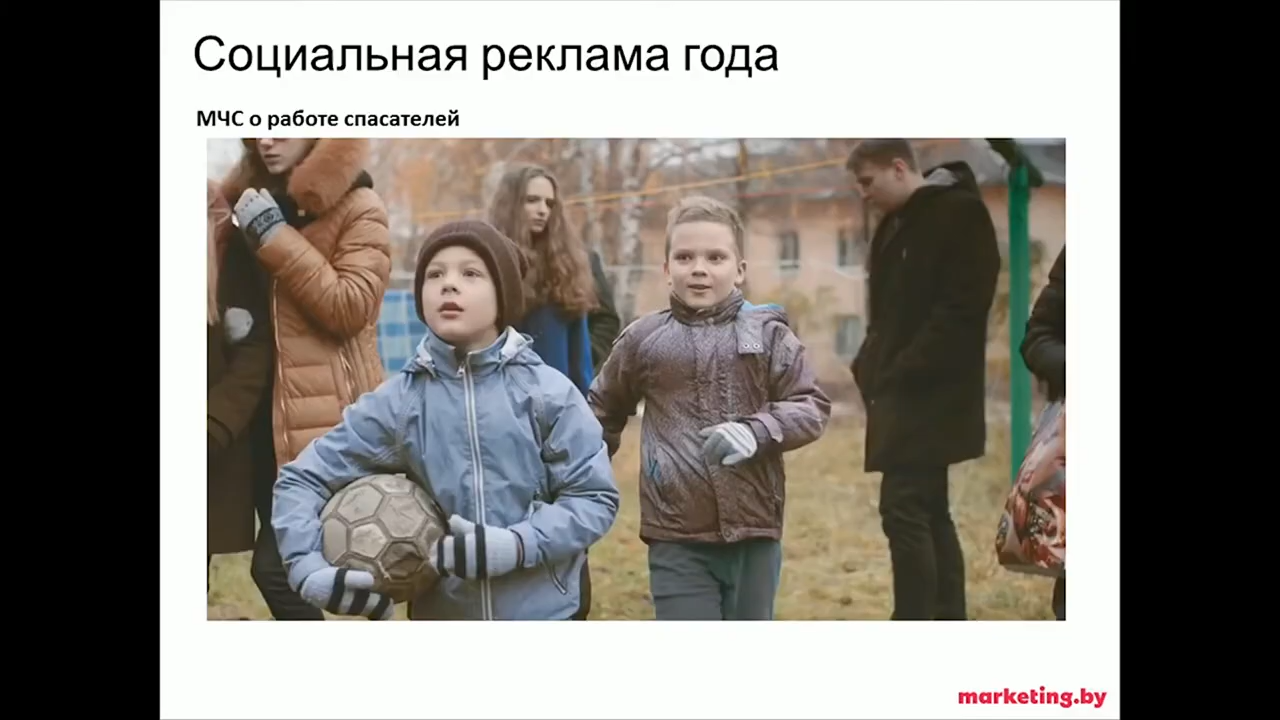 Социальная реклама года
МЧС о работе спасателей
marketing.by